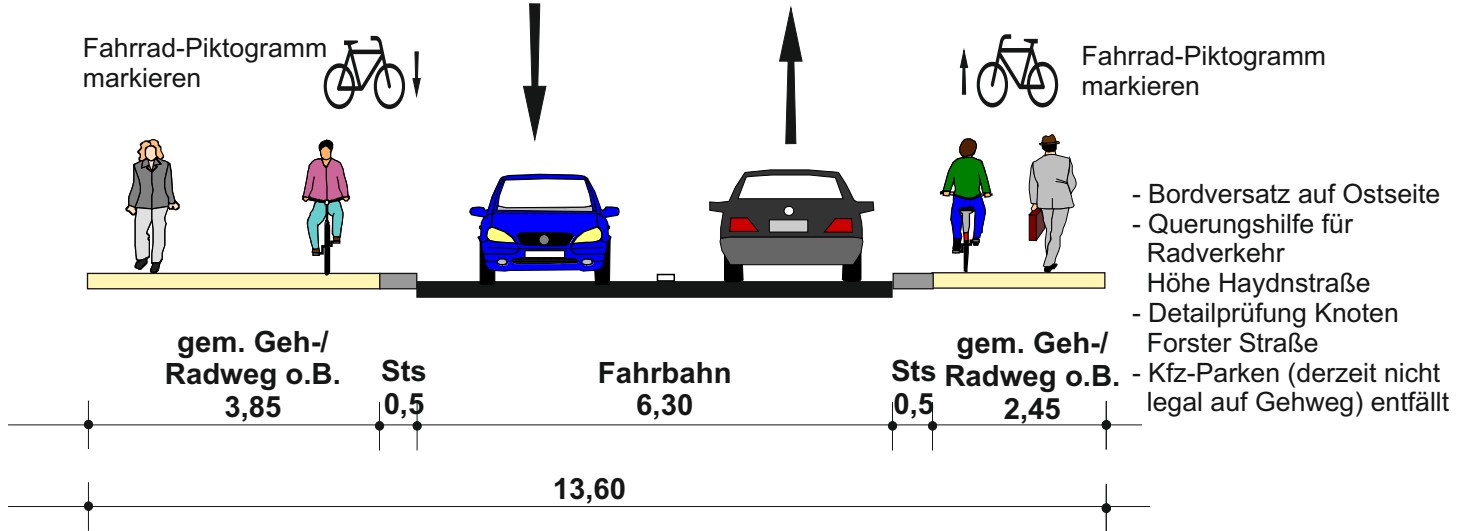 Fahrrad-Piktogramm
markieren
Fahrrad-Piktogramm
markieren
- Bordversatz auf Ostseite
- Querungshilfe für
Radverkehr
Höhe Haydnstraße
- Detailprüfung Knoten
Forster Straße
- Kfz-Parken (derzeit nicht
legal auf Gehweg) entfällt
gem. Geh-/
Radweg o.B.
3,85
Sts
0,5
Fahrbahn
6,30
Sts
0,5
gem. Geh-/
Radweg o.B.
2,45
13,60